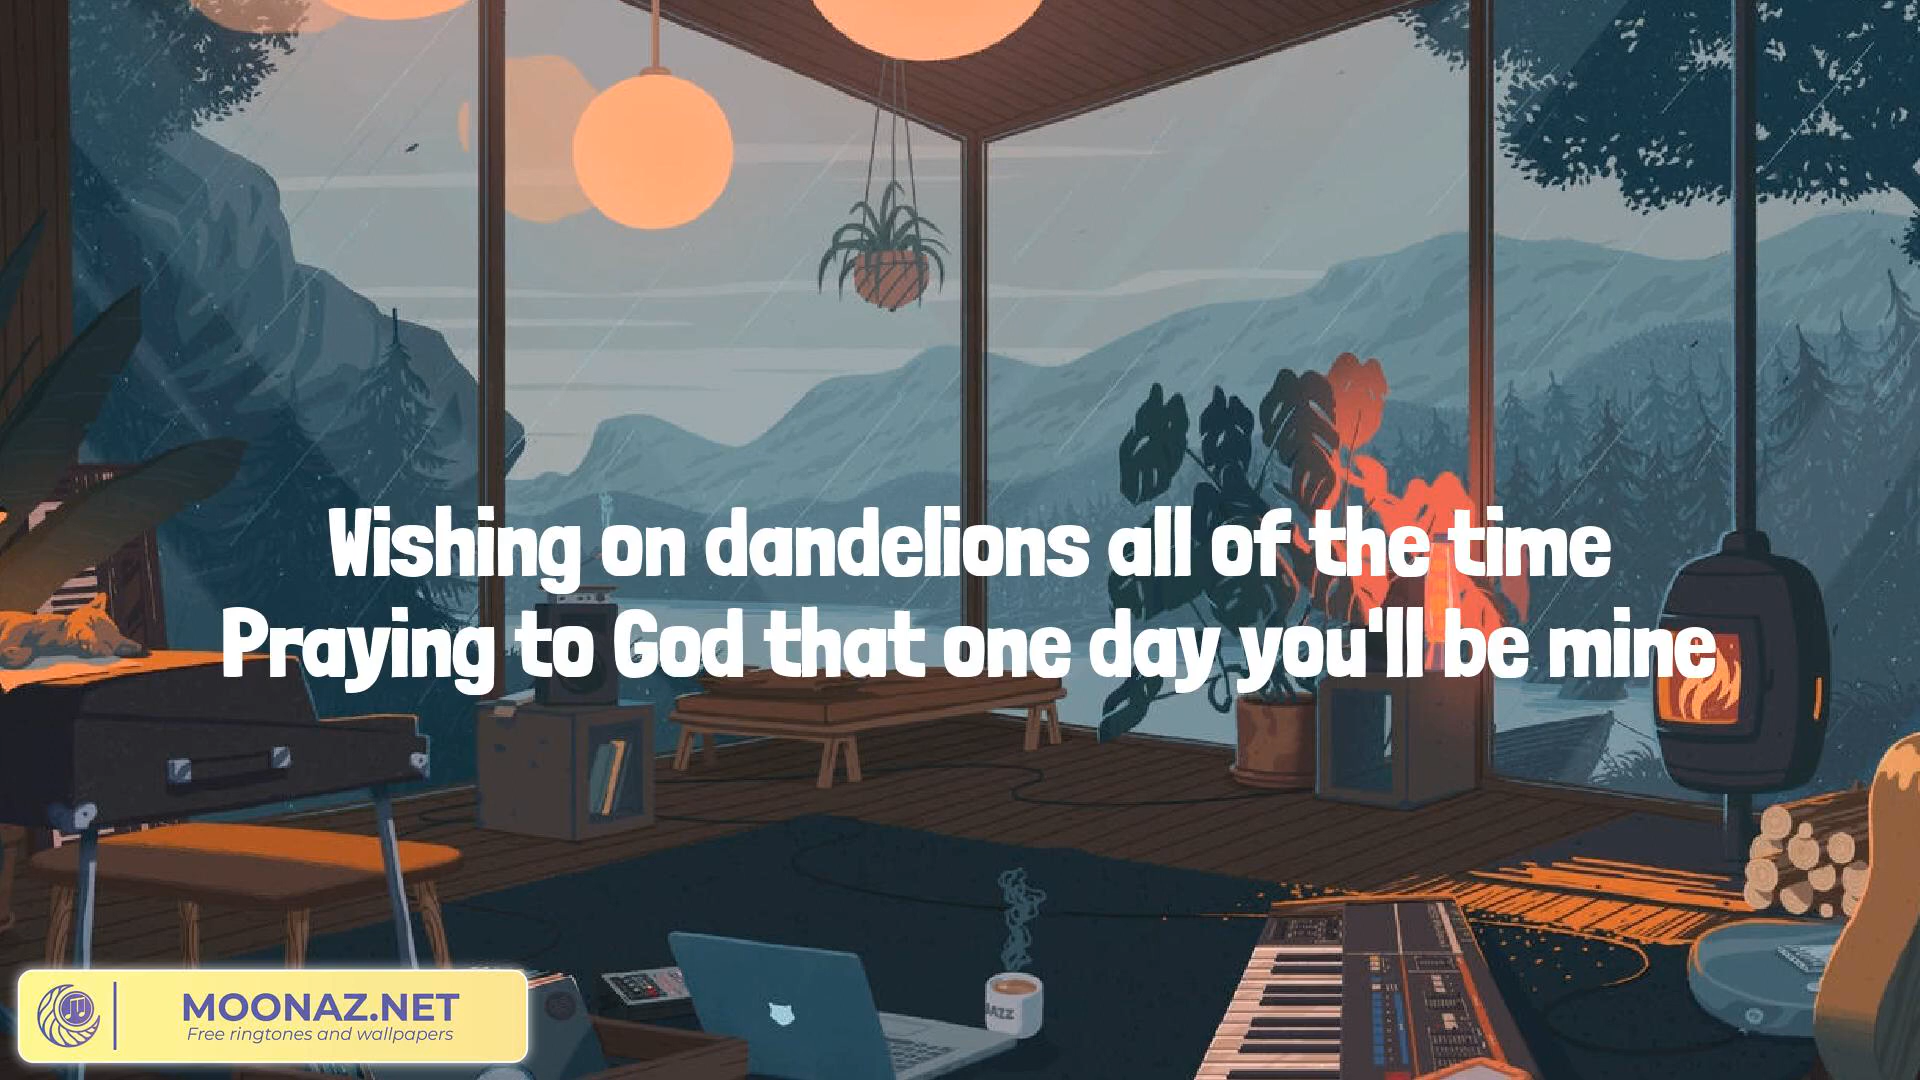 Wishing on dandelions all of the time
Praying to God that one day you'll be mine
JAZZ
MOONAZ.NET
Free ringtones and wallpapers